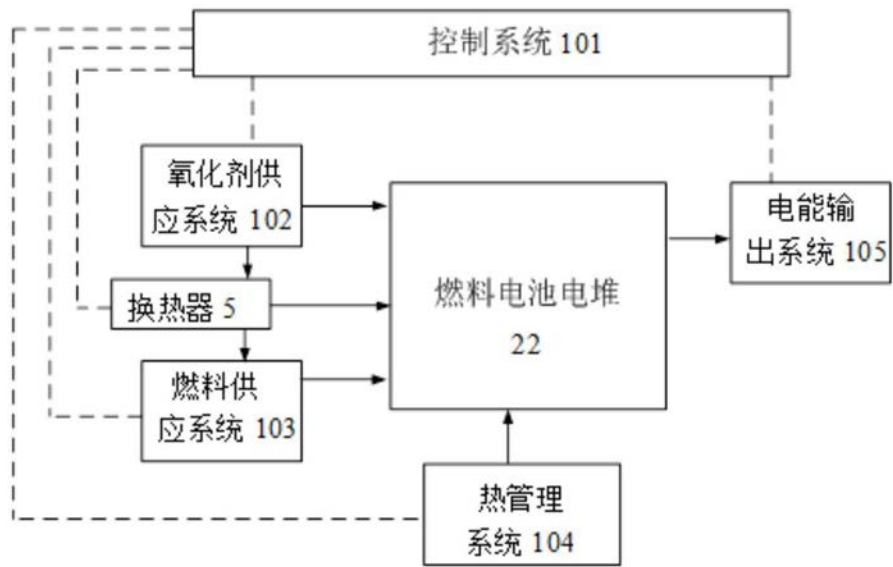 控制系统 101
氧化剂供
应系统 102
电能输
出系统 105
换热器 5
燃料电池电堆
22
燃料供
应系统 103
热管理
系统 104